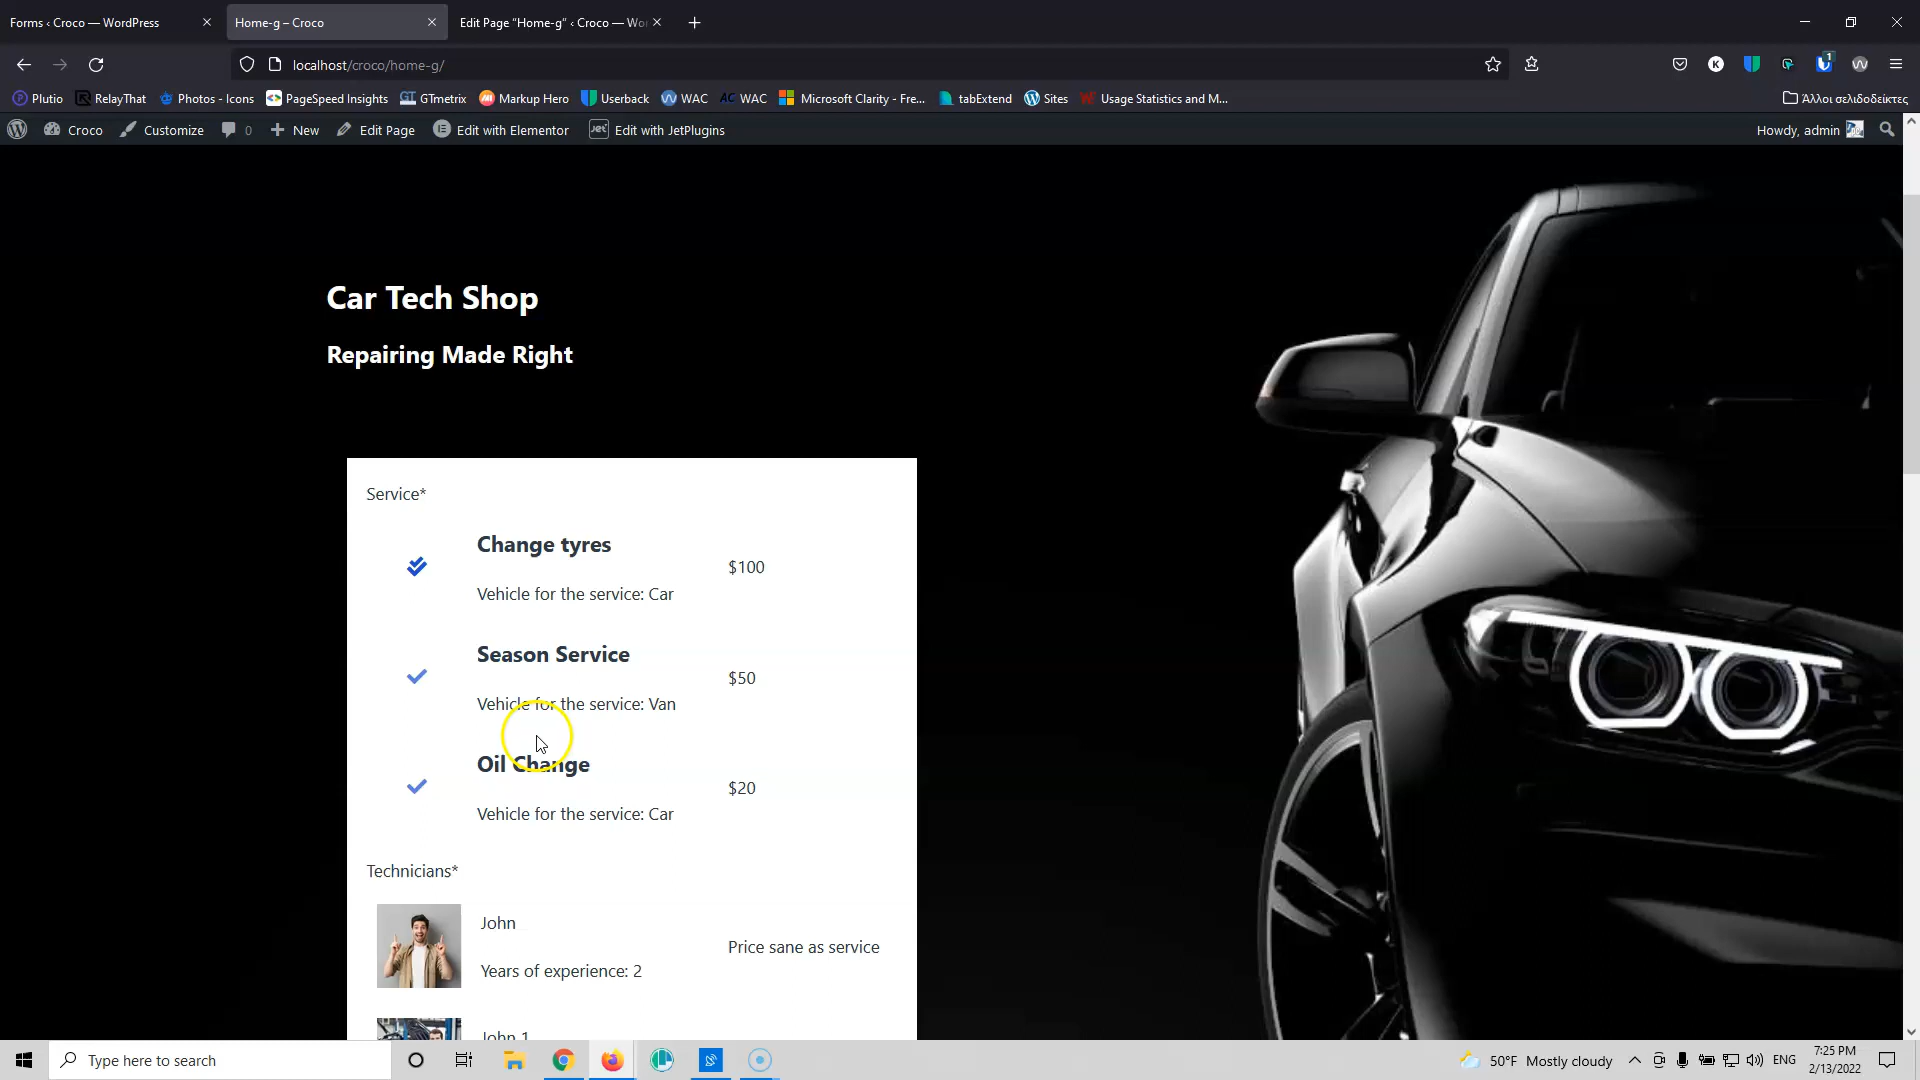 Forms ‹ Croco — WordPress
Home-g – Croco
Edit Page “Home-g” ‹ Croco — Wo
localhost/croco/home-g/
Plutio
RelayThat
Photos - Icons
PageSpeed Insights
GTmetrix
Markup Hero
Userback
WAC
WAC
Microsoft Clarity - Fre...
tabExtend
Sites
Usage Statistics and M...
Άλλοι σελιδοδείκτες
Croco
Customize
0
New
Edit Page
Edit with Elementor
Jet
Edit with JetPlugins
Howdy, admin
Car Tech Shop
Repairing Made Right
Service*
Change tyres
$100
Vehicle for the service: Car
Season Service
$50
Vehicle for the service: Van
Oil Change
$20
Vehicle for the service: Car
Technicians*
John
Price sane as service
Years of experience: 2
John 1
Type here to search
50°F Mostly cloudy
ENG
7:25 PM
2/13/2022